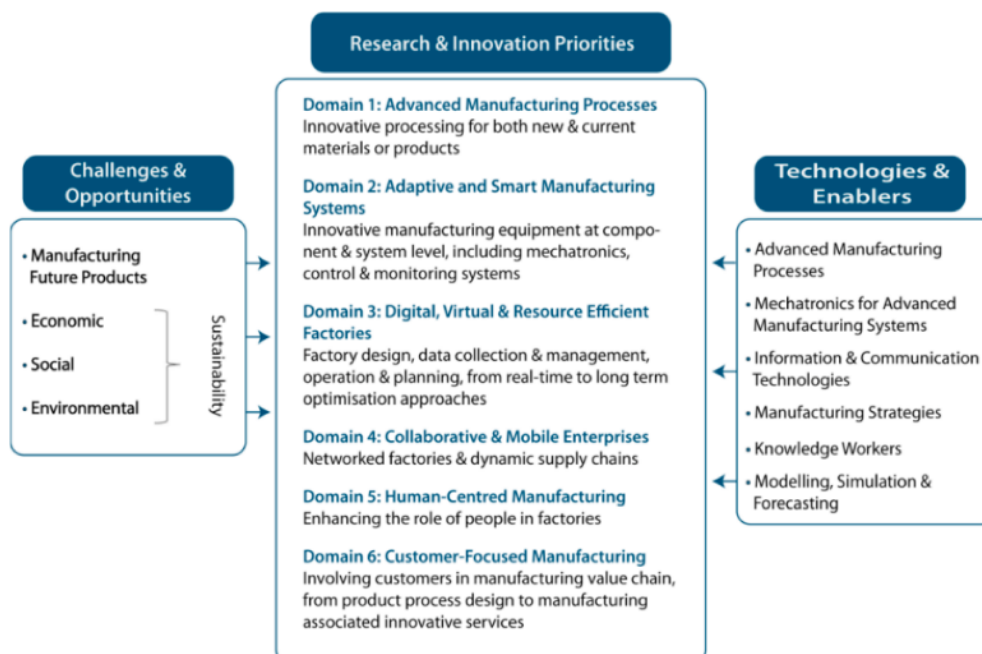 Research & Innovation Priorities
Challenges &
Opportunities
• Manufacturing
Future Products
• Economic
• Social
• Environmental
Sustainability
Domain 1: Advanced Manufacturing Processes
Innovative processing for both new & current
materials or products
Domain 2: Adaptive and Smart Manufacturing
Systems
Innovative manufacturing equipment at compo-
nent & system level, including mechatronics,
control & monitoring systems
Domain 3: Digital, Virtual & Resource Efficient
Factories
Factory design, data collection & management,
operation & planning, from real-time to long term
optimisation approaches
Domain 4: Collaborative & Mobile Enterprises
Networked factories & dynamic supply chains
Domain 5: Human-Centred Manufacturing
Enhancing the role of people in factories
Domain 6: Customer-Focused Manufacturing
Involving customers in manufacturing value chain,
from product process design to manufacturing
associated innovative services
Technologies &
Enablers
• Advanced Manufacturing
Processes
• Mechatronics for Advanced
Manufacturing Systems
• Information & Communication
Technologies
• Manufacturing Strategies
• Knowledge Workers
• Modelling, Simulation &
Forecasting